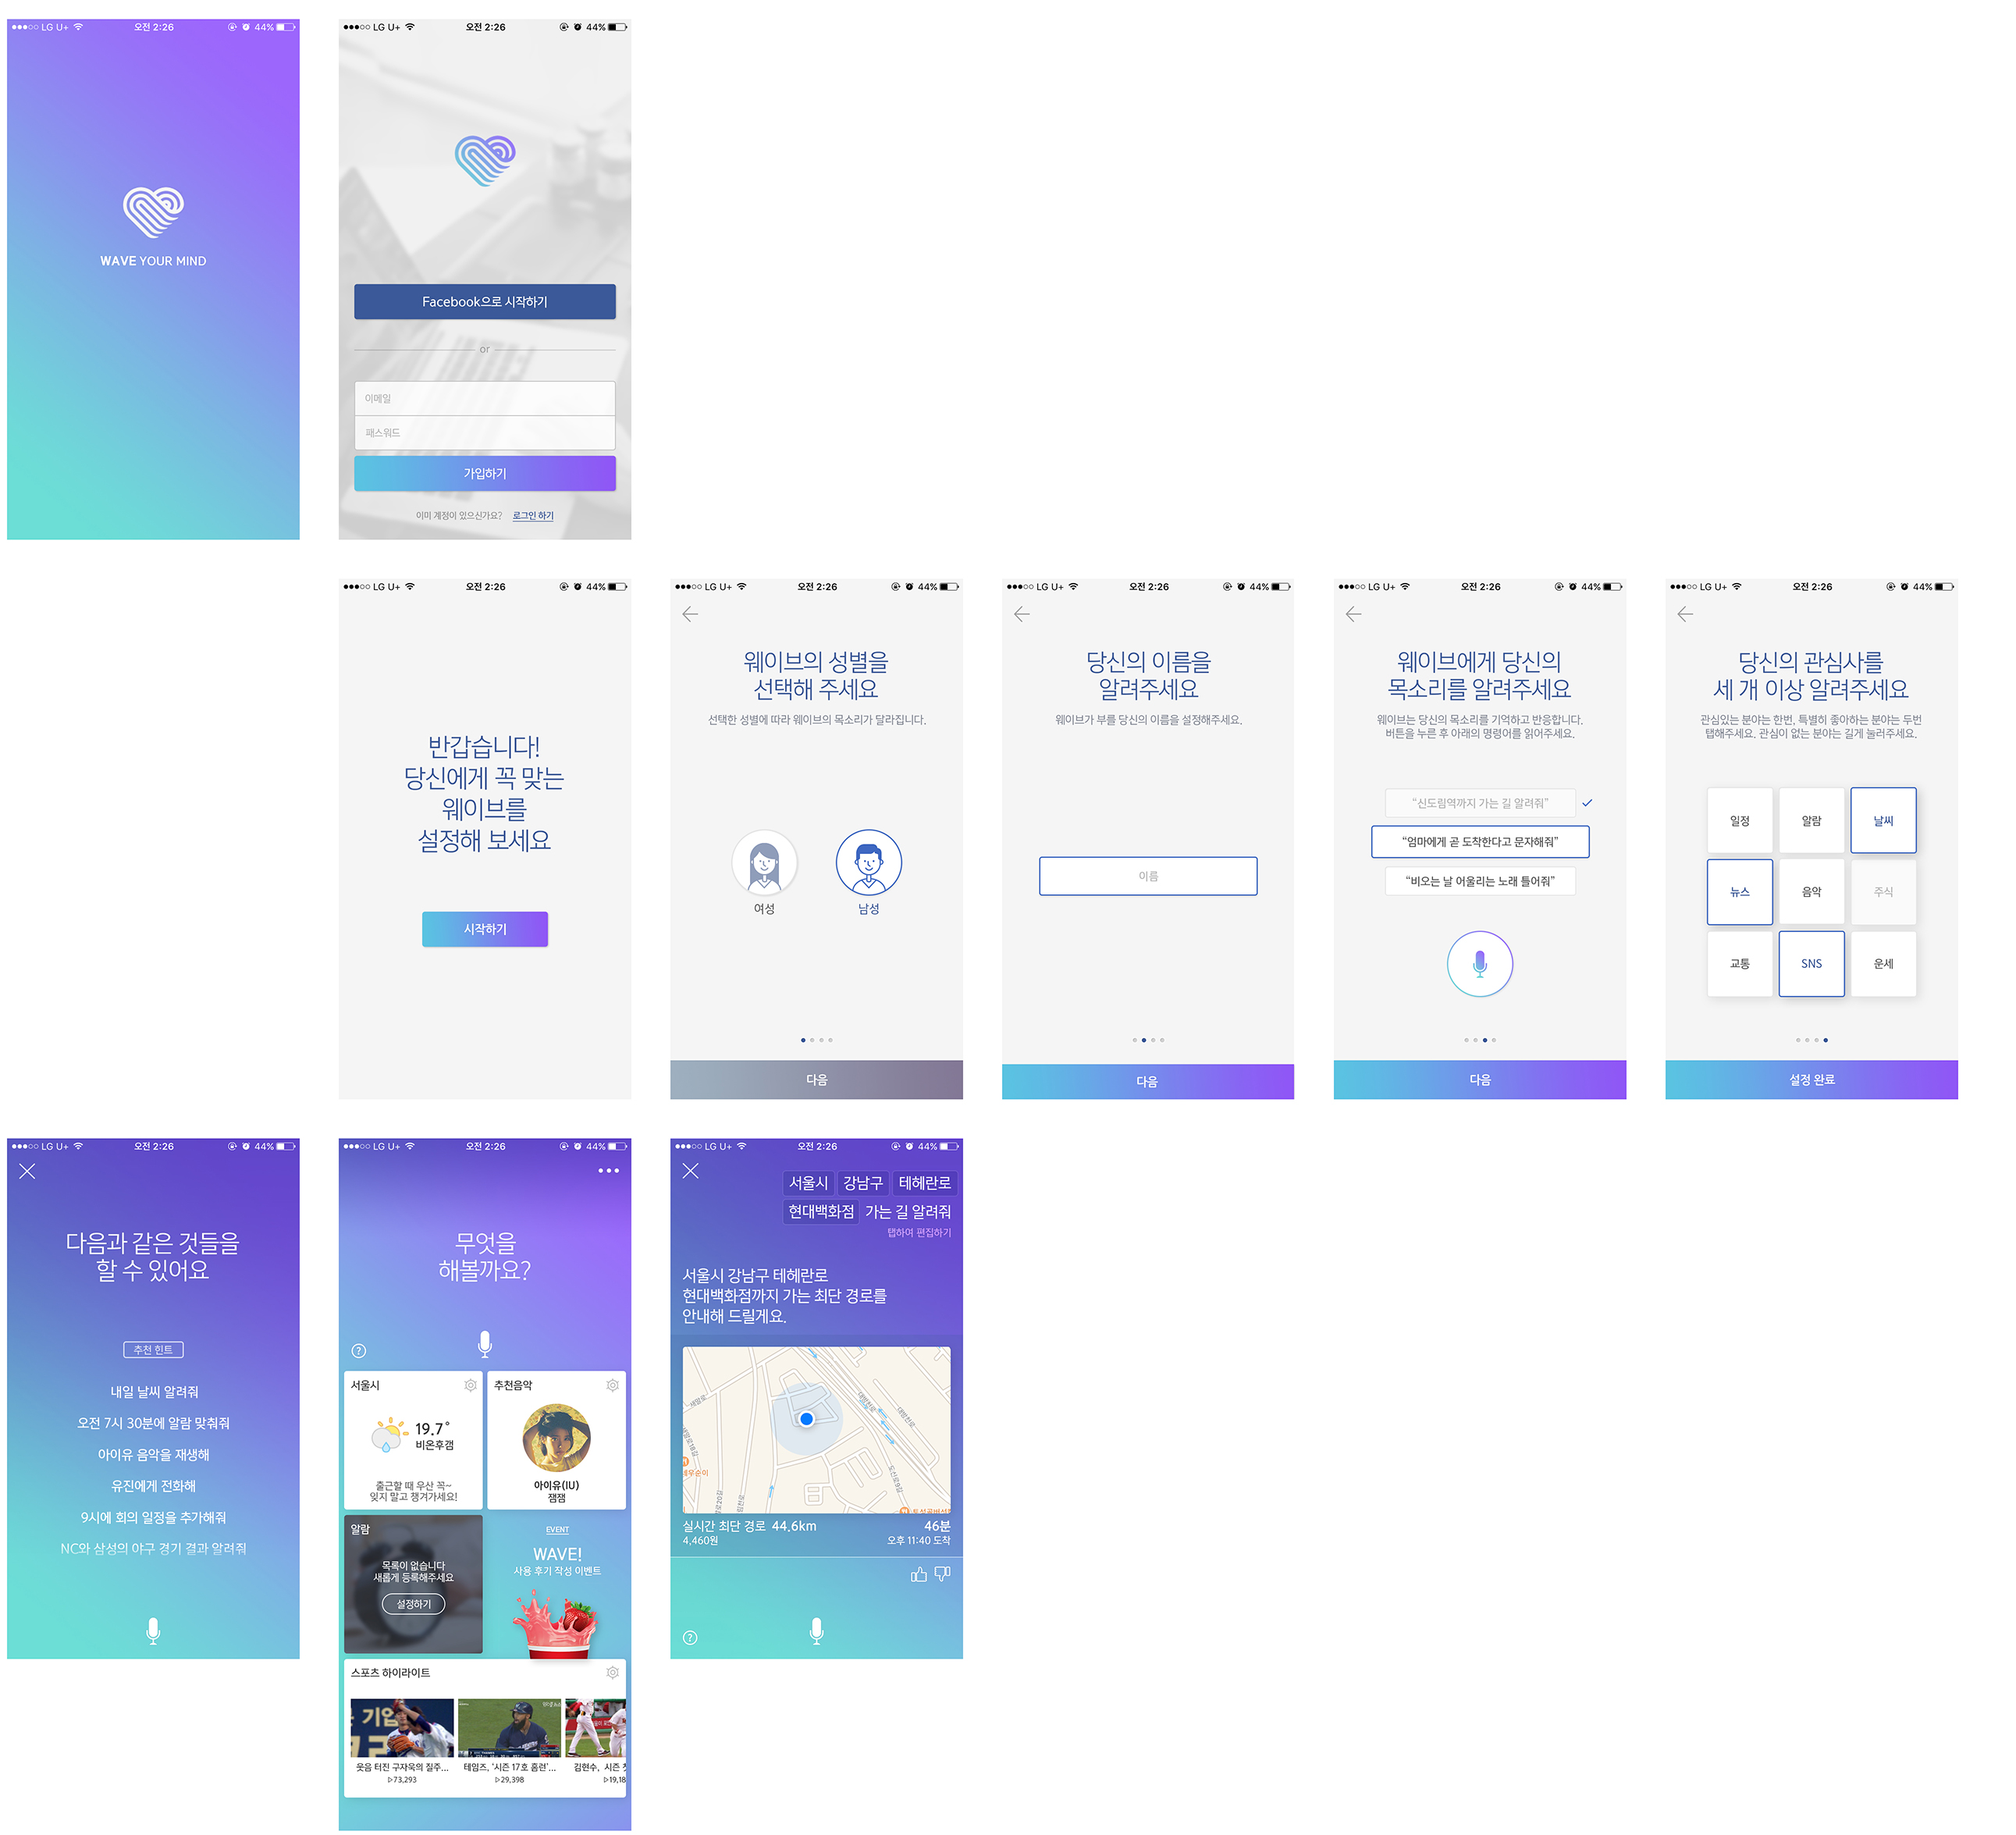 LG U+ 오전 2:26 44%
WAVE YOUR MIND
LG U+ 오전 2:26 44%
Facebook으로 시작하기
or
이메일
패스워드
가입하기
이미 계정이 있으신가요? 로그인 하기
LG U+ 오전 2:26 44%
반갑습니다!
당신에게 꼭 맞는
웨이브를
설정해 보세요
시작하기
LG U+ 오전 2:26 44%
웨이브의 성별을
선택해 주세요
선택한 성별에 따라 웨이브의 목소리가 달라집니다.
여성 남성
다음
LG U+ 오전 2:26 44%
당신의 이름을
알려주세요
웨이브가 부를 당신의 이름을 설정해주세요.
이름
다음
LG U+ 오전 2:26 44%
웨이브에게 당신의
목소리를 알려주세요
웨이브는 당신의 목소리를 기억하고 반응합니다.
버튼을 누른 후 아래의 명령어를 읽어주세요.
“신도림역까지 가는 길 알려줘”
“엄마에게 곧 도착한다고 문자해줘”
“비오는 날 어울리는 노래 틀어줘”
다음
LG U+ 오전 2:26 44%
당신의 관심사를
세 개 이상 알려주세요
관심있는 분야는 한번, 특별히 좋아하는 분야는 두번
탭해주세요. 관심이 없는 분야는 길게 눌러주세요.
일정 알람 날씨
뉴스 음악 주식
교통 SNS 운세
설정 완료
LG U+ 오전 2:26 44%
다음과 같은 것들을
할 수 있어요
추천 힌트
내일 날씨 알려줘
오전 7시 30분에 알람 맞춰줘
아이유 음악을 재생해
유진에게 전화해
9시에 회의 일정을 추가해줘
NC와 삼성의 야구 경기 결과 알려줘
LG U+ 오전 2:26 44%
무엇을
해볼까요?
?
서울시
19.7°
비온후갬
출근할 때 우산 꼭~
잊지 말고 챙겨가세요!
추천음악
아이유(IU)
잼잼
알람
목록이 없습니다
새롭게 등록해주세요
설정하기
EVENT
WAVE!
사용 후기 작성 이벤트
스포츠 하이라이트
기업
웃음 터진 구자욱의 질주...
▷73,293
테임즈, ‘시즌 17호 홈런’...
▷29,398
김현수, 시즌 첫
▷19,18
LG U+ 오전 2:26 44%
서울시 강남구 테헤란로
현대백화점 가는 길 알려줘
탭하여 편집하기
서울시 강남구 테헤란로
현대백화점까지 가는 최단 경로를
안내해 드릴게요.
실시간 최단 경로 44.6km 46분
4,460원 오후 11:40 도착
?